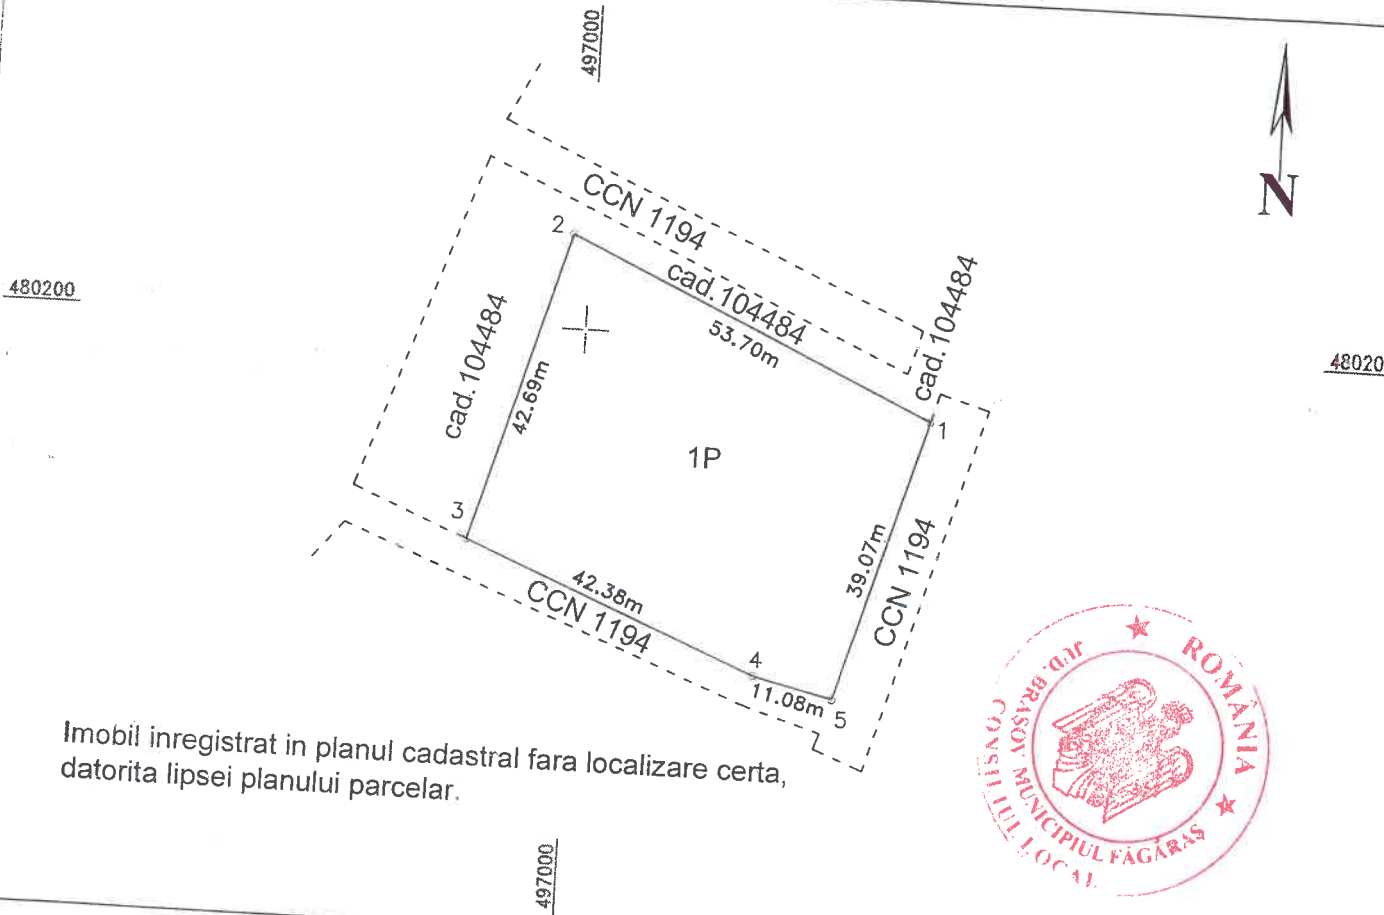 497000
N
CCN 1194
2
cad.104484
53.70m
cad.104484
480200
48020
cad.104484
42.69m
1
1P
3
39.07m
CCN 1194
42.38m
CCN 1194
4
11.08m
5
ROMÂNIA
JUD. BRAŞOV
CONSILIUL LOCAL
MUNICIPIUL FĂGĂRAŞ
Imobil inregistrat in planul cadastral fara localizare certa,
datorita lipsei planului parcelar.
497000